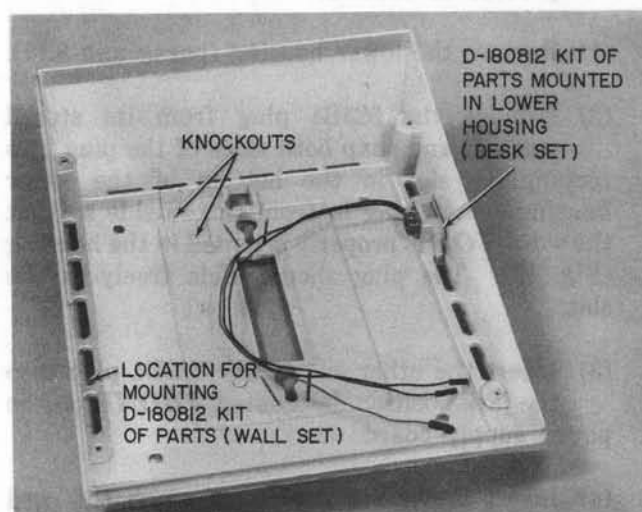 D-180812 KIT OF
PARTS MOUNTED
IN LOWER
HOUSING
(DESK SET)
KNOCKOUTS
LOCATION FOR
MOUNTING
D-180812 KIT
OF PARTS (WALL SET)